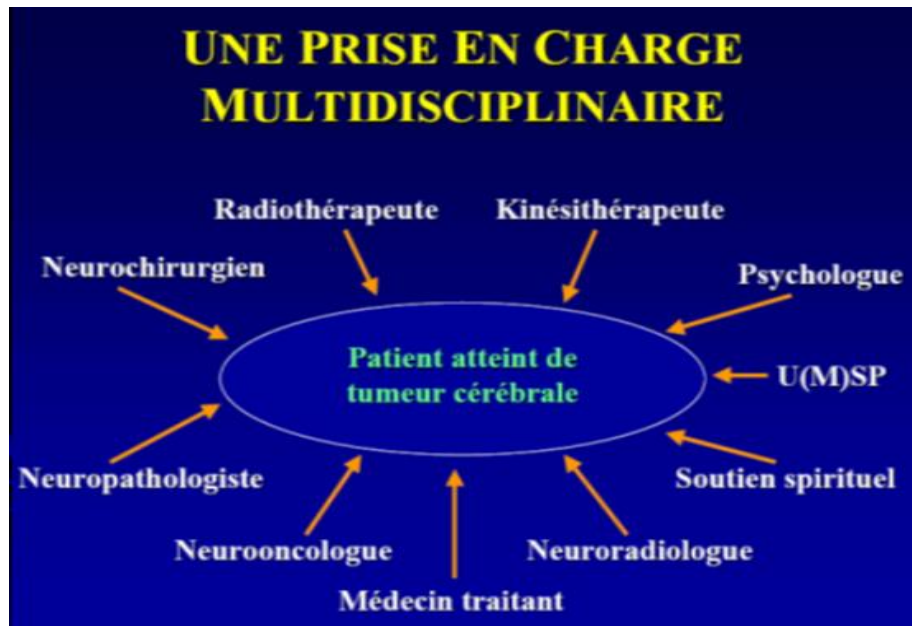 UNE PRISE EN CHARGE
MULTIDISCIPLINAIRE
Radiothérapeute
Kinésithérapeute
Neurochirurgien
Psychologue
Patient atteint de
tumeur cérébrale
U(M)SP
Neuropathologiste
Soutien spirituel
Neurooncologue
Neuroradiologue
Médecin traitant